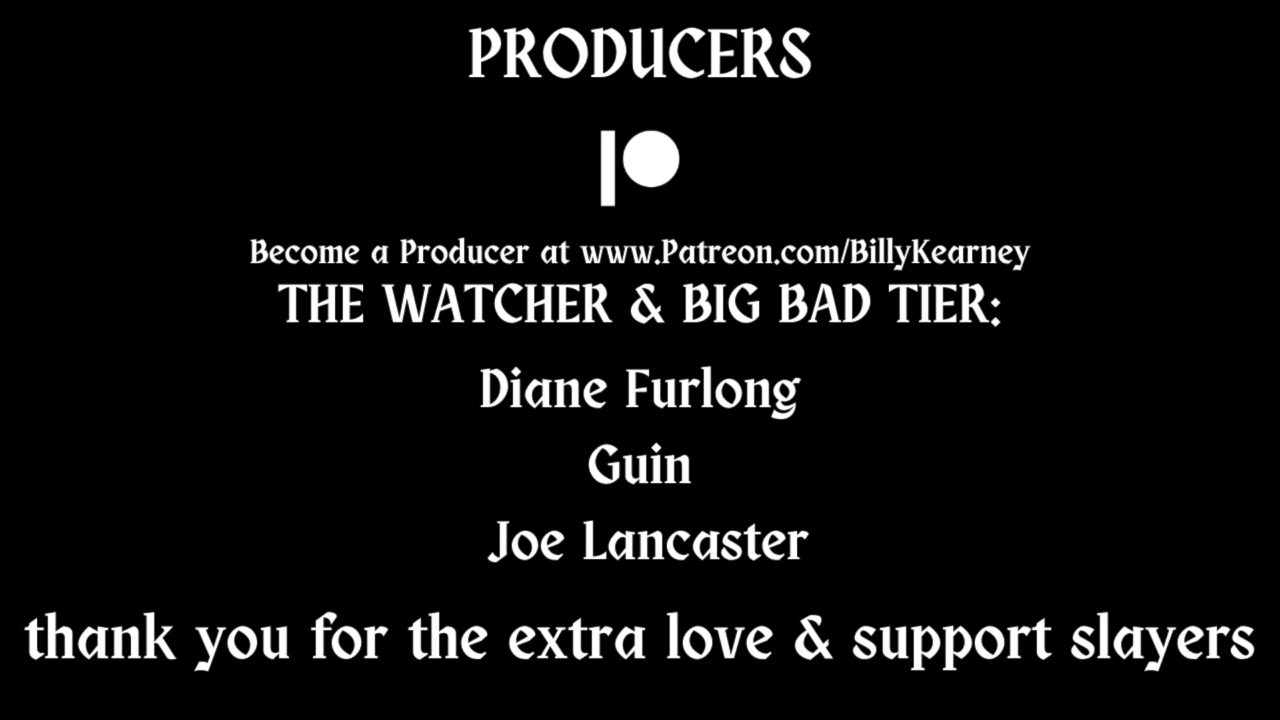 PRODUCERS
Become a Producer at www.Patreon.com/BillyKearney
THE WATCHER & BIG BAD TIER:
Diane Furlong
Guin
Joe Lancaster
thank you for the extra love & support slayers